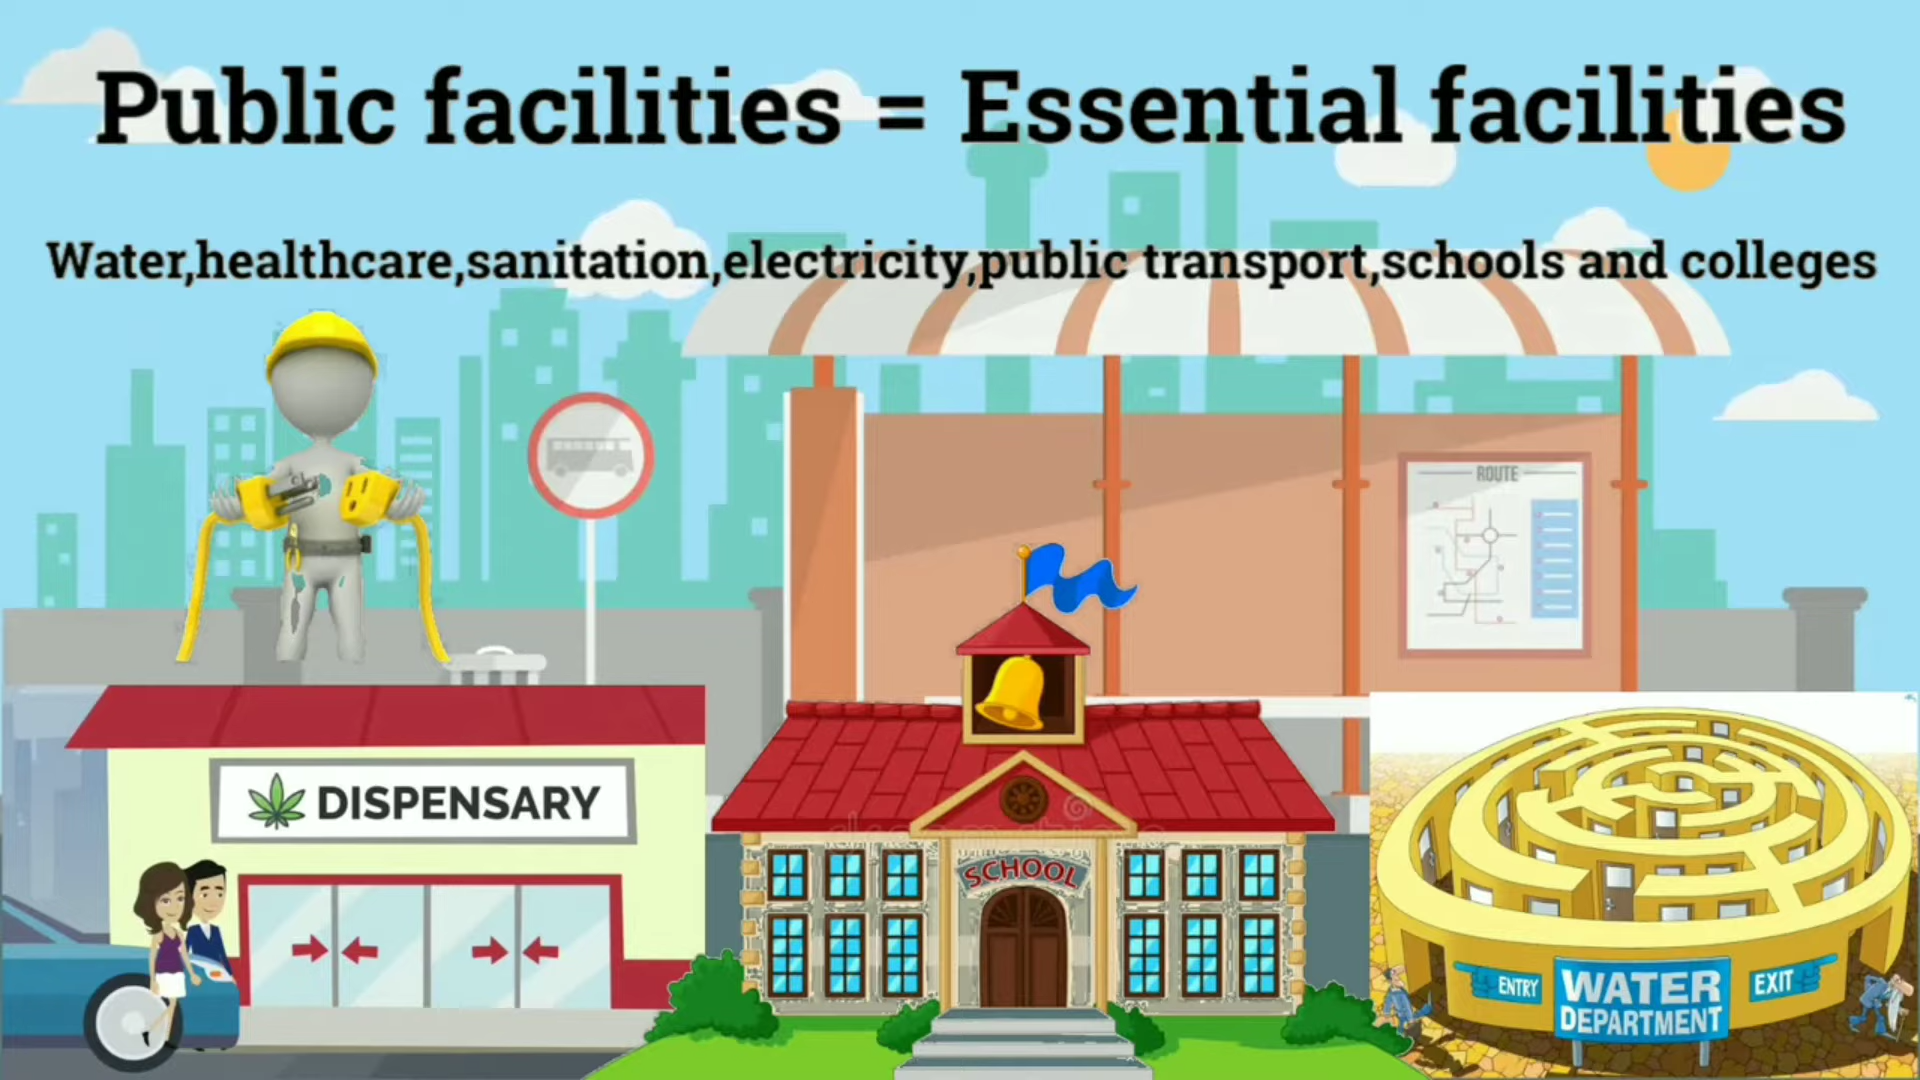 Public facilities = Essential facilities
Water,healthcare,sanitation,electricity,public transport,schools and colleges
ROUTE
DISPENSARY
SCHOOL
ENTRY
WATER
DEPARTMENT
EXIT